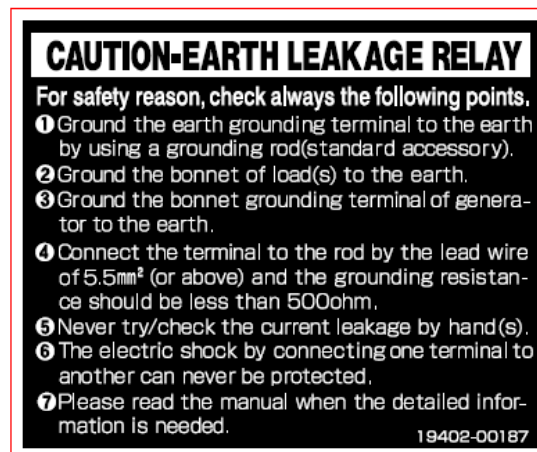 CAUTION-EARTH LEAKAGE RELAY
For safety reason, check always the following points.
❶Ground the earth grounding terminal to the earth
by using a grounding rod(standard accessory).
❷Ground the bonnet of load(s) to the earth.
❸Ground the bonnet grounding terminal of genera-
tor to the earth.
❹Connect the terminal to the rod by the lead wire
of 5.5mm² (or above) and the grounding resistan-
ce should be less than 500ohm.
❺Never try/check the current leakage by hand(s).
❻The electric shock by connecting one terminal to
another can never be protected.
❼Please read the manual when the detailed infor-
mation is needed.
19402-00187